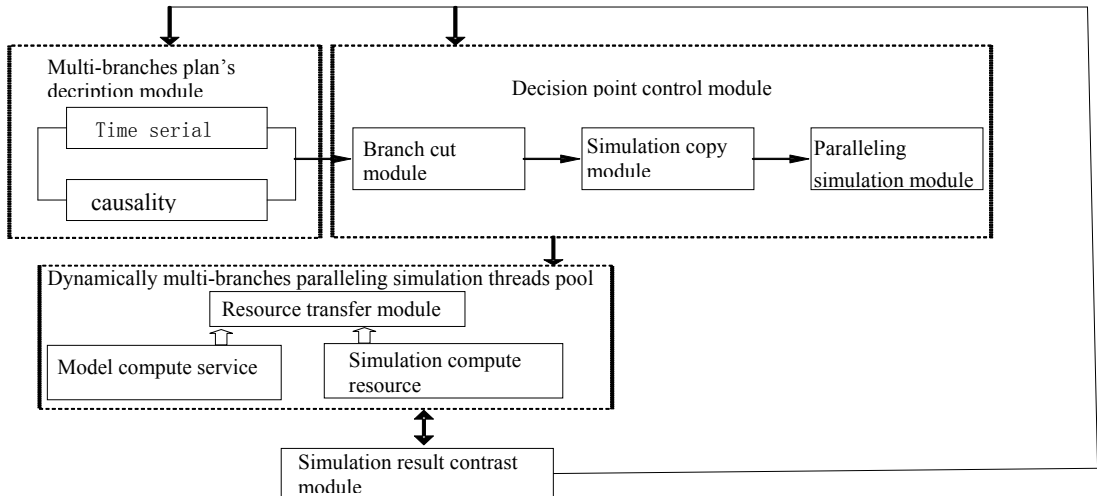 Multi-branches plan's
decription module
Time serial
causality
Decision point control module
Branch cut
module
Simulation copy
module
Paralleling
simulation module
Dynamically multi-branches paralleling simulation threads pool
Resource transfer module
Model compute service
Simulation compute
resource
Simulation result contrast
module